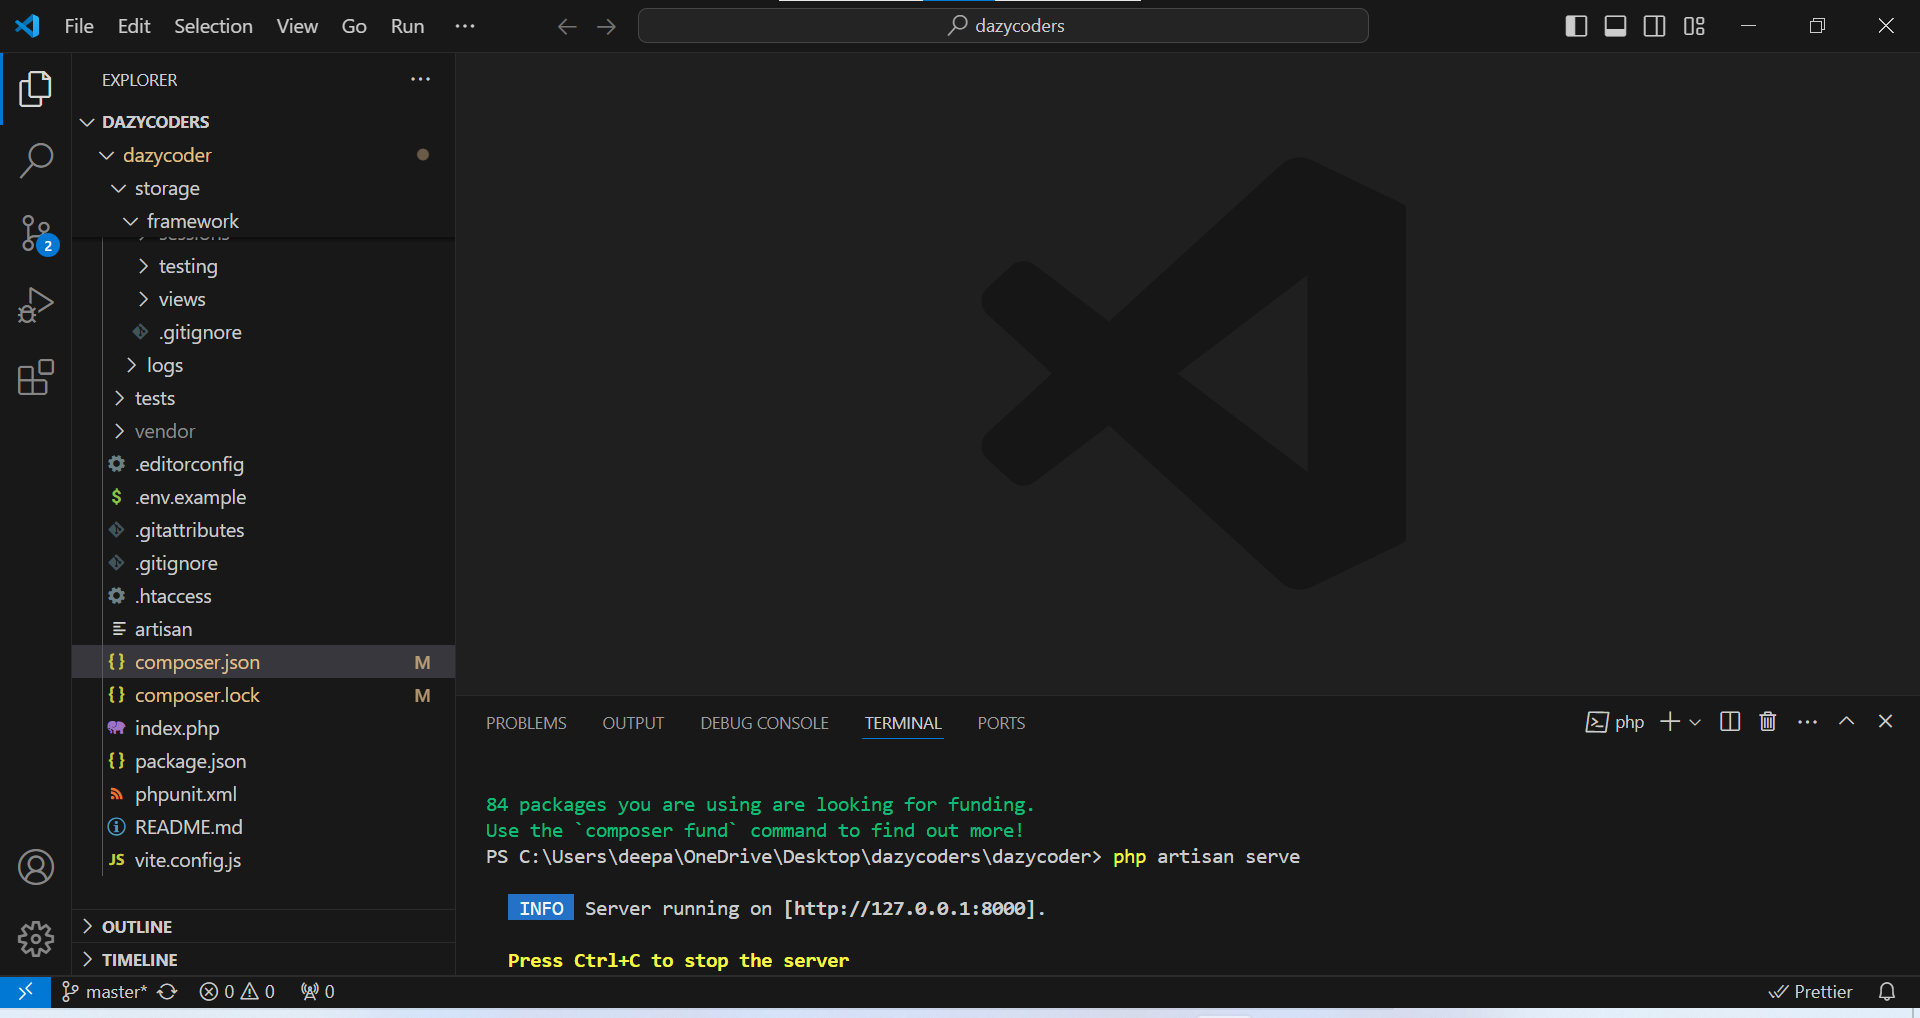 File Edit Selection View Go Run ···
dazycoders
EXPLORER
DAZYCODERS
dazycoder
storage
framework
sessions
testing
views
.gitignore
logs
tests
vendor
.editorconfig
.env.example
.gitattributes
.gitignore
.htaccess
artisan
composer.json M
composer.lock M
index.php
package.json
phpunit.xml
README.md
JS vite.config.js
OUTLINE
TIMELINE
2
PROBLEMS OUTPUT DEBUG CONSOLE TERMINAL PORTS
php
84 packages you are using are looking for funding.
Use the `composer fund` command to find out more!
PS C:\Users\deepa\OneDrive\Desktop\dazycoders\dazycoder> php artisan serve
INFO Server running on [http://127.0.0.1:8000].
Press Ctrl+C to stop the server
master* 0 0 0
Prettier